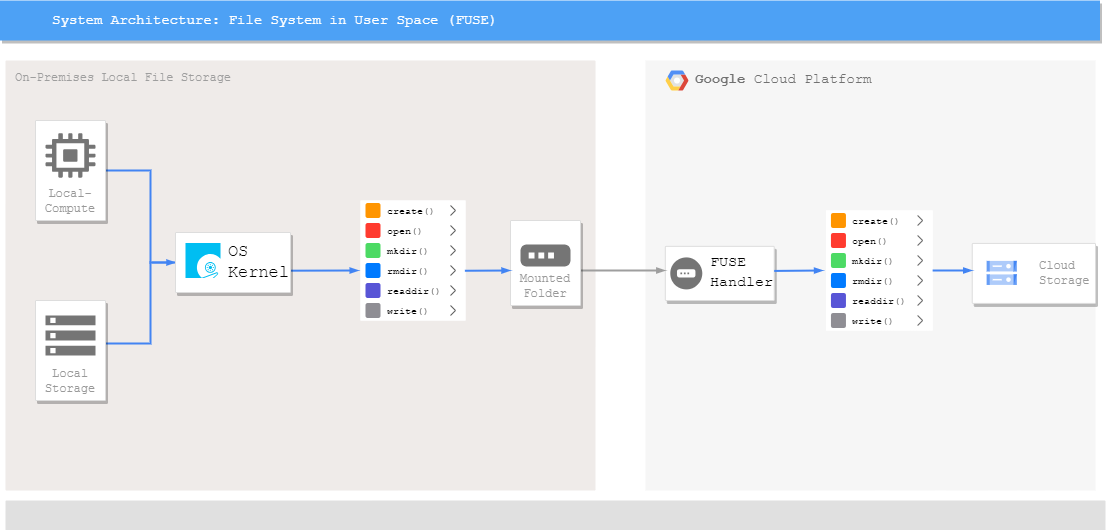 System Architecture: File System in User Space (FUSE)
On-Premises Local File Storage
Local-
Compute
Local
Storage
OS
Kernel
create()
open()
mkdir()
rmdir()
readdir()
write()
Mounted
Folder
Google Cloud Platform
FUSE
Handler
create()
open()
mkdir()
rmdir()
readdir()
write()
Cloud
Storage